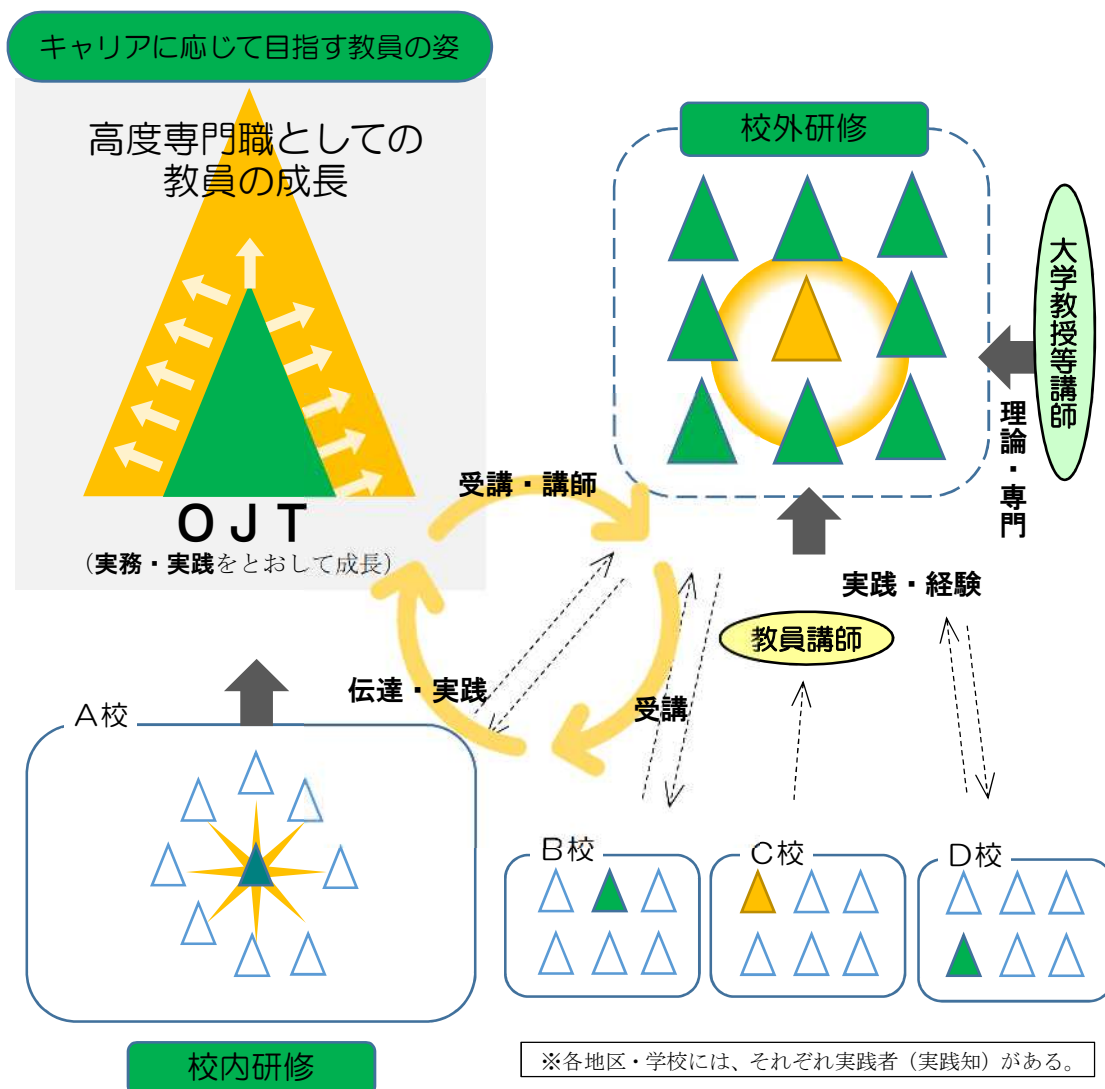 キャリアに応じて目指す教員の姿
高度専門職としての
教員の成長
OJT
（実務・実践をとおして成長）
校外研修
大学教授等講師
理論・専門
受講・講師
実践・経験
教員講師
伝達・実践
受講
A校
B校
C校
D校
校内研修
※各地区・学校には、それぞれ実践者（実践知）がある。